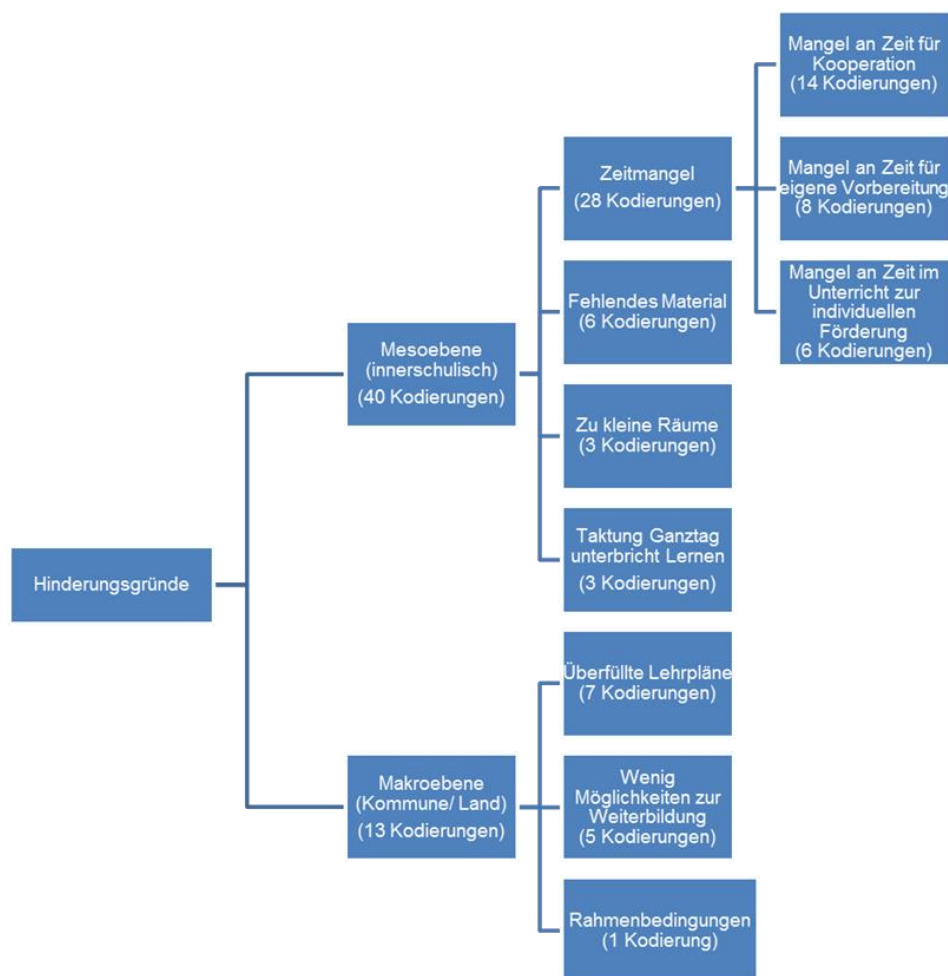 Hinderungsgründe
Mesoebene
(innerschulisch)
(40 Kodierungen)
Zeitmangel
(28 Kodierungen)
Mangel an Zeit für
Kooperation
(14 Kodierungen)
Mangel an Zeit für
eigene Vorbereitung
(8 Kodierungen)
Mangel an Zeit im
Unterricht zur
individuellen
Förderung
(6 Kodierungen)
Fehlendes Material
(6 Kodierungen)
Zu kleine Räume
(3 Kodierungen)
Taktung Ganztag
unterbricht Lernen
(3 Kodierungen)
Makroebene
(Kommune/ Land)
(13 Kodierungen)
Überfüllte Lehrpläne
(7 Kodierungen)
Wenig
Möglichkeiten zur
Weiterbildung
(5 Kodierungen)
Rahmenbedingungen
(1 Kodierung)